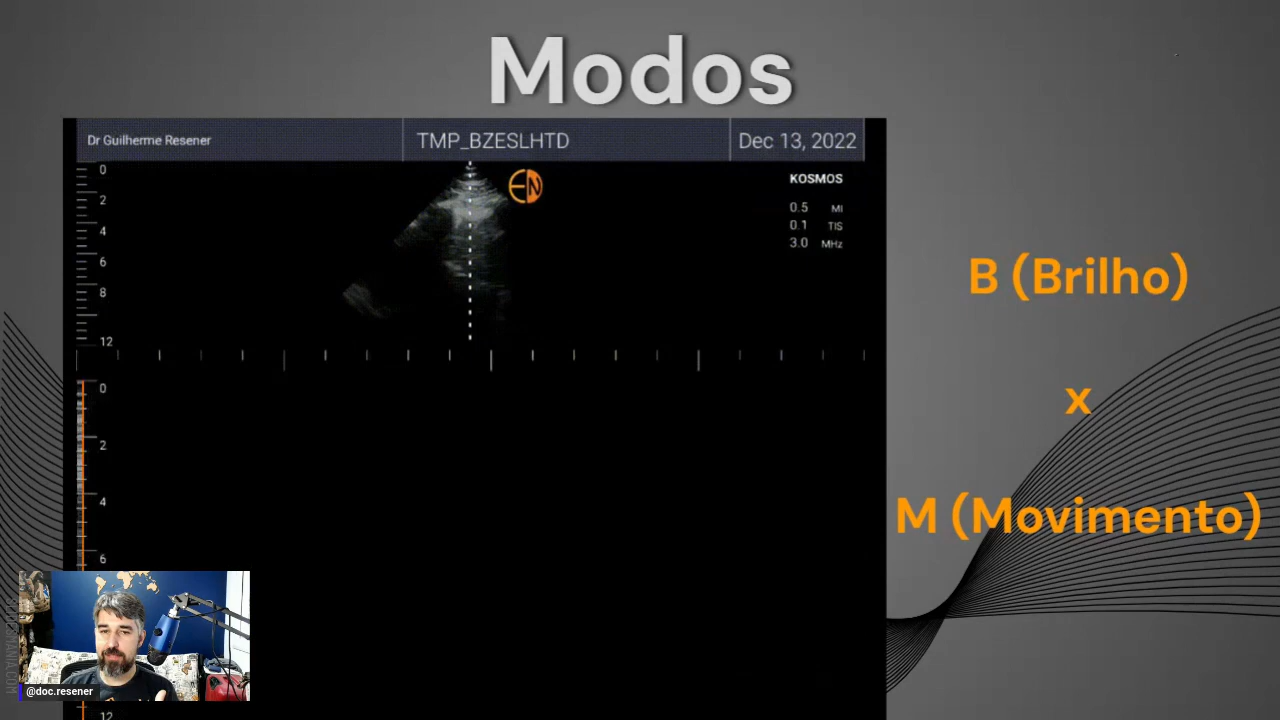 Modos
Dr Guilherme Resener
TMP_BZESLHTD
Dec 13, 2022
KOSMOS
0.5 MI
0.1 TIS
3.0 MHz
EN
0
2
4
6
8
12
B (Brilho)
x
M (Movimento)
0
2
4
6
12
@doc.resener